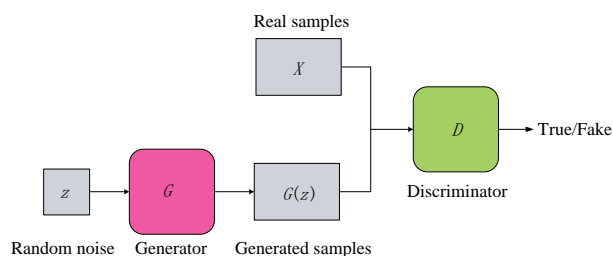 Real samples
X
D
True/Fake
Discriminator
z
G
G(z)
Random noise
Generator
Generated samples